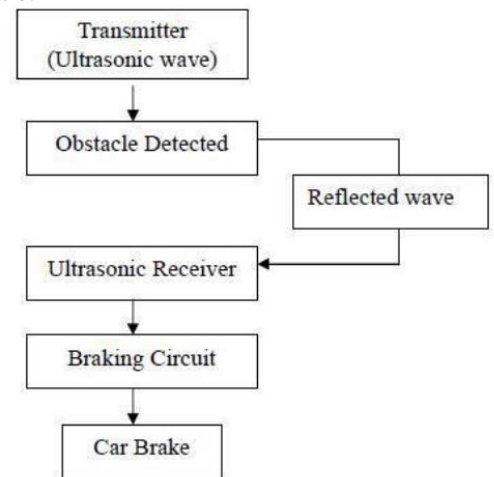 Transmitter
(Ultrasonic wave)
Obstacle Detected
Reflected wave
Ultrasonic Receiver
Braking Circuit
Car Brake